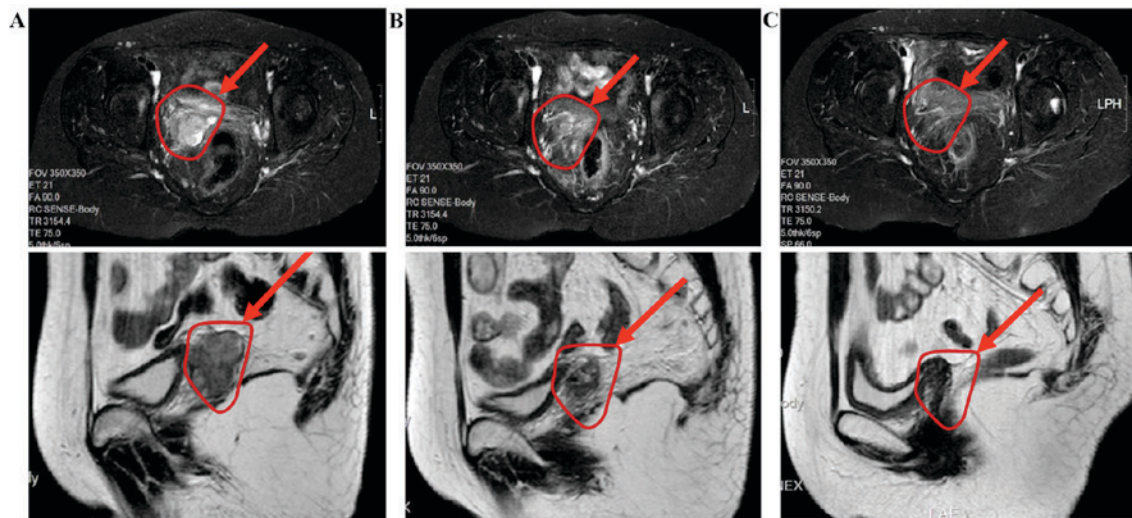 A
B
C
L
L
LPH
FOV 350X350
ET 21
FA 90.0
RC SENSE-Body
TR 3154.4
TE 75.0
5.0thk/6sp
FOV 350X350
ET 21
FA 90.0
RC SENSE-Body
TR 3154.4
TE 75.0
5.0thk/6sp
FOV 350X350
ET 21
FA 90.0
RC SENSE-Body
TR 3150.2
TE 75.0
5.0thk/6sp
SP 66.0